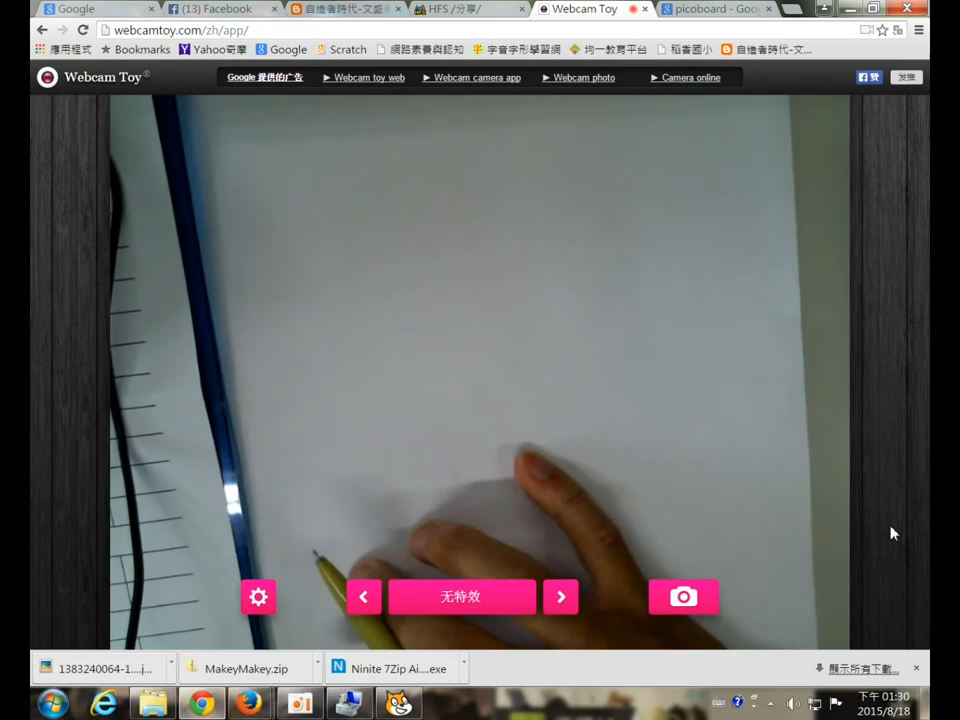 Google
(13) Facebook
自造者時代-文盛
HFS /分享/
Webcam Toy
picoboard - Goo
webcamtoy.com/zh/app/
應用程式
Bookmarks
Yahoo奇摩
Google
Scratch
網路素養與認知
字音字形學習網
均一教育平台
稻香國小
自造者時代-文...
Webcam Toy®
Google 提供的广告
► Webcam toy web
► Webcam camera app
► Webcam photo
► Camera online
赞
发推
无特效
1383240064-1....j...
MakeyMakey.zip
Ninite 7Zip Ai....exe
顯示所有下載...
下午 01:30
2015/8/18